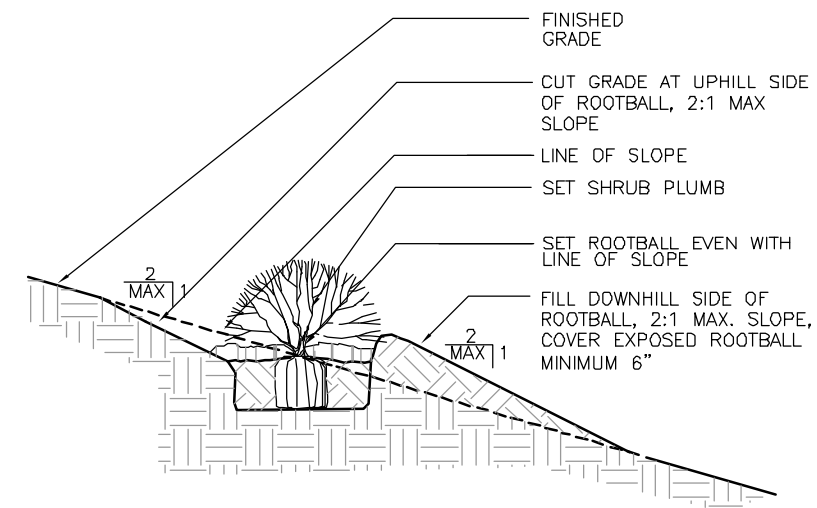 FINISHED
GRADE
CUT GRADE AT UPHILL SIDE
OF ROOTBALL, 2:1 MAX
SLOPE
LINE OF SLOPE
SET SHRUB PLUMB
SET ROOTBALL EVEN WITH
LINE OF SLOPE
FILL DOWNHILL SIDE OF
ROOTBALL, 2:1 MAX. SLOPE,
COVER EXPOSED ROOTBALL
MINIMUM 6"
2
MAX 1
2
MAX 1